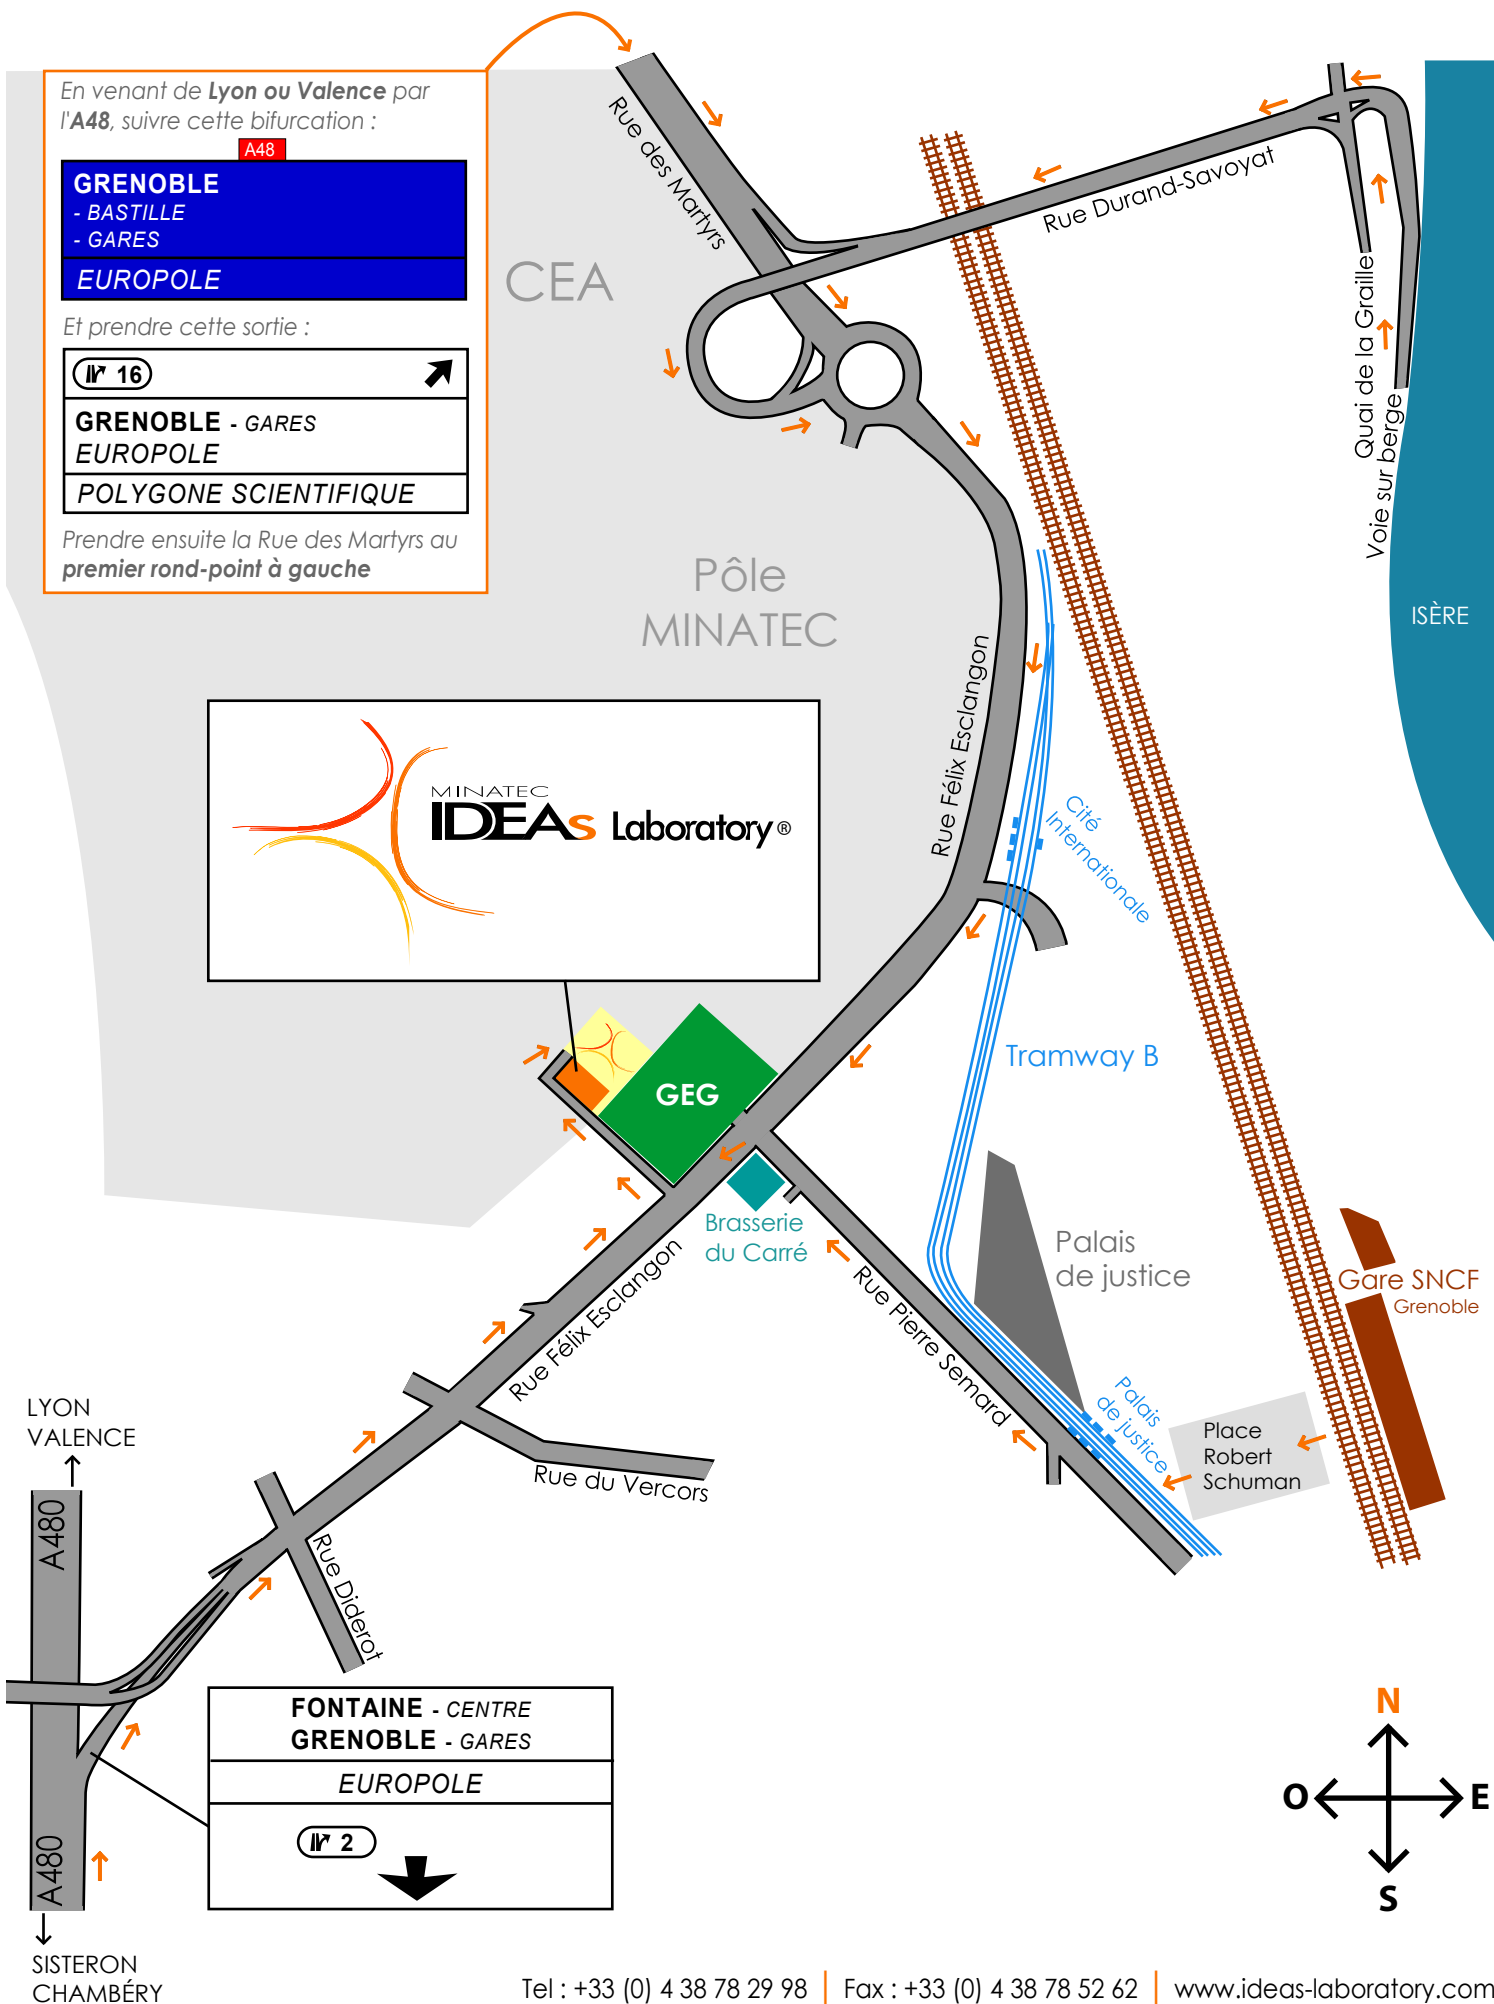 En venant de Lyon ou Valence par
l'A48, suivre cette bifurcation :
A48
GRENOBLE
- BASTILLE
- GARES
EUROPOLE
Et prendre cette sortie :
16
GRENOBLE - GARES
EUROPOLE
POLYGONE SCIENTIFIQUE
Prendre ensuite la Rue des Martyrs au
premier rond-point à gauche
Rue des Martyrs
CEA
Rue Durand-Savoyat
Quai de la Graille
Voie sur berge
ISÈRE
Pôle
MINATEC
Rue Félix Esclangon
MINATEC
IDEAs Laboratory®
Cité
Internationale
Tramway B
GEG
Brasserie
du Carré
Palais
de justice
Gare SNCF
Grenoble
Rue Félix Esclangon
Rue Pierre Semard
Palais
de justice
Place
Robert
Schuman
LYON
VALENCE
A480
Rue du Vercors
Rue Diderot
FONTAINE - CENTRE
GRENOBLE - GARES
EUROPOLE
2
A480
SISTERON
CHAMBÉRY
N
O
E
S
Tel : +33 (0) 4 38 78 29 98 | Fax : +33 (0) 4 38 78 52 62 | www.ideas-laboratory.com